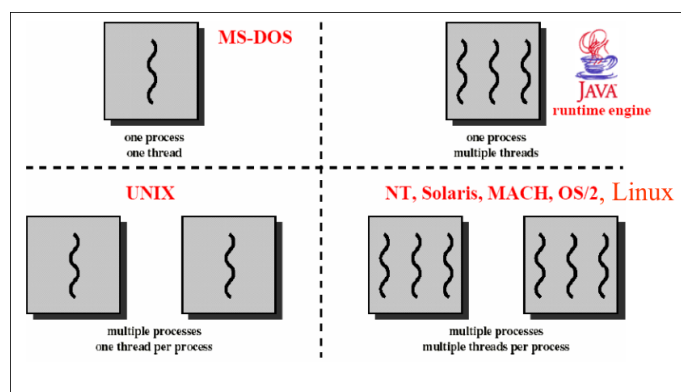 MS-DOS
one process
one thread
JAVA
runtime engine
one process
multiple threads
UNIX
multiple processes
one thread per process
NT, Solaris, MACH, OS/2, Linux
multiple processes
multiple threads per process